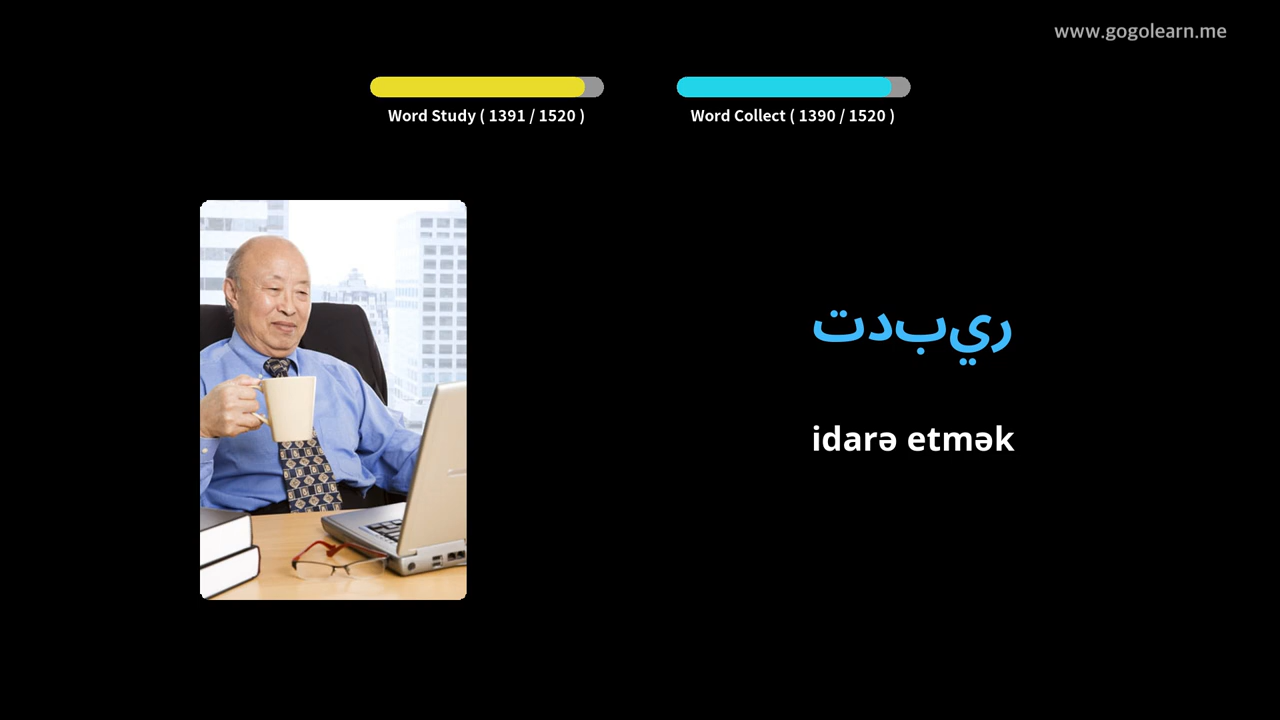 www.gogolearn.me
Word Study ( 1391 / 1520 )
Word Collect ( 1390 / 1520 )
تدبير
idarə etmək